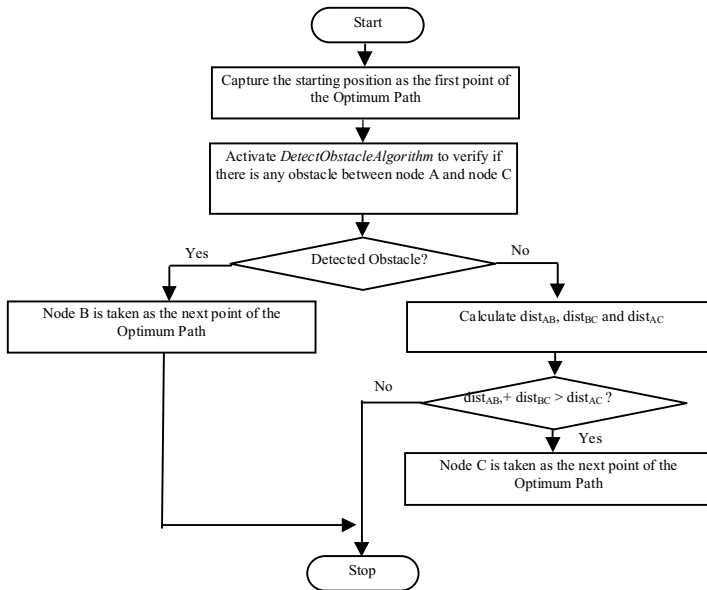 Start
Capture the starting position as the first point of
the Optimum Path
Activate DetectObstacleAlgorithm to verify if
there is any obstacle between node A and node C
Yes
Detected Obstacle?
No
Node B is taken as the next point of the
Optimum Path
Calculate distAB, distBC and distAC
No
distAB,+ distBC > distAC ?
Yes
Node C is taken as the next point of the
Optimum Path
Stop